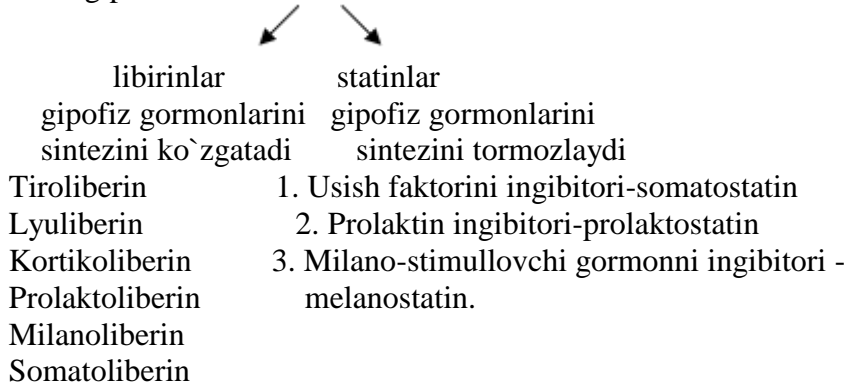 libirinlar statinlar
gipofiz gormonlarini gipofiz gormonlarini
sintezini ko`zgatadi sintezini tormozlaydi
Tiroliberin 1. Usish faktorini ingibitori-somatostatin
Lyuliberin 2. Prolaktin ingibitori-prolaktostatin
Kortikoliberin 3. Milano-stimullovchi gormonni ingibitori -
Prolaktoliberin melanostatin.
Milanoliberin
Somatoliberin